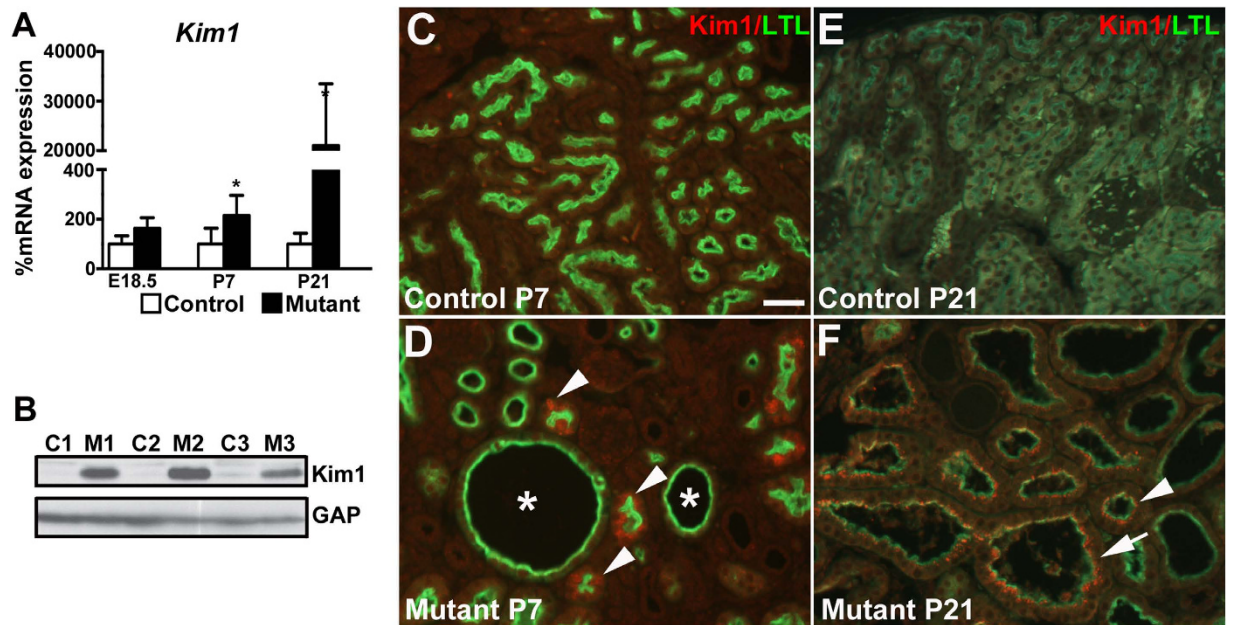 A
Kim1
%mRNA expression
40000
30000
20000
400
200
0
*
*
E18.5 P7 P21
Control Mutant
B
C1 M1 C2 M2 C3 M3
Kim1
GAP
C
Kim1/LTL
Control P7
D
*
*
Mutant P7
E
Kim1/LTL
Control P21
F
Mutant P21